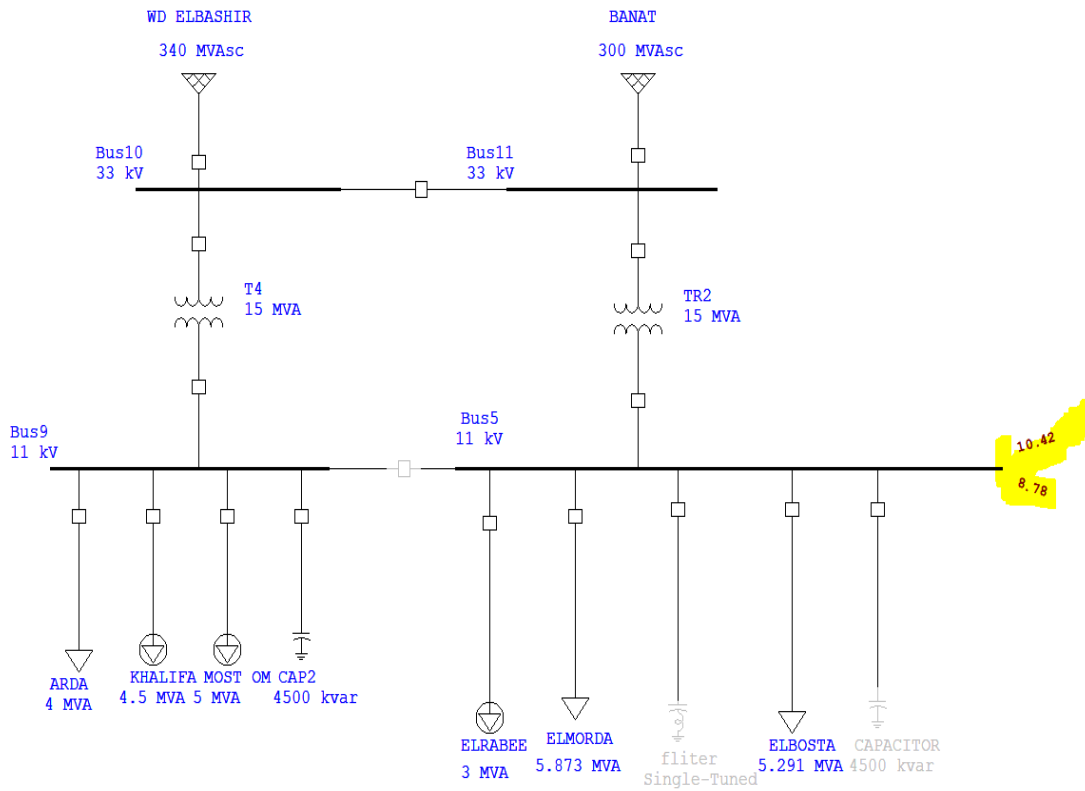 WD ELBASHIR
340 MVAsc
BANAT
300 MVAsc
Bus10
33 kV
Bus11
33 kV
T4
15 MVA
TR2
15 MVA
Bus9
11 kV
Bus5
11 kV
10.42
8.78
ARDA
4 MVA
KHALIFA
4.5 MVA
MOST OM
5 MVA
CAP2
4500 kvar
ELRABEE
3 MVA
ELMORDA
5.873 MVA
fliter
Single-Tuned
ELBOSTA
5.291 MVA
CAPACITOR
4500 kvar